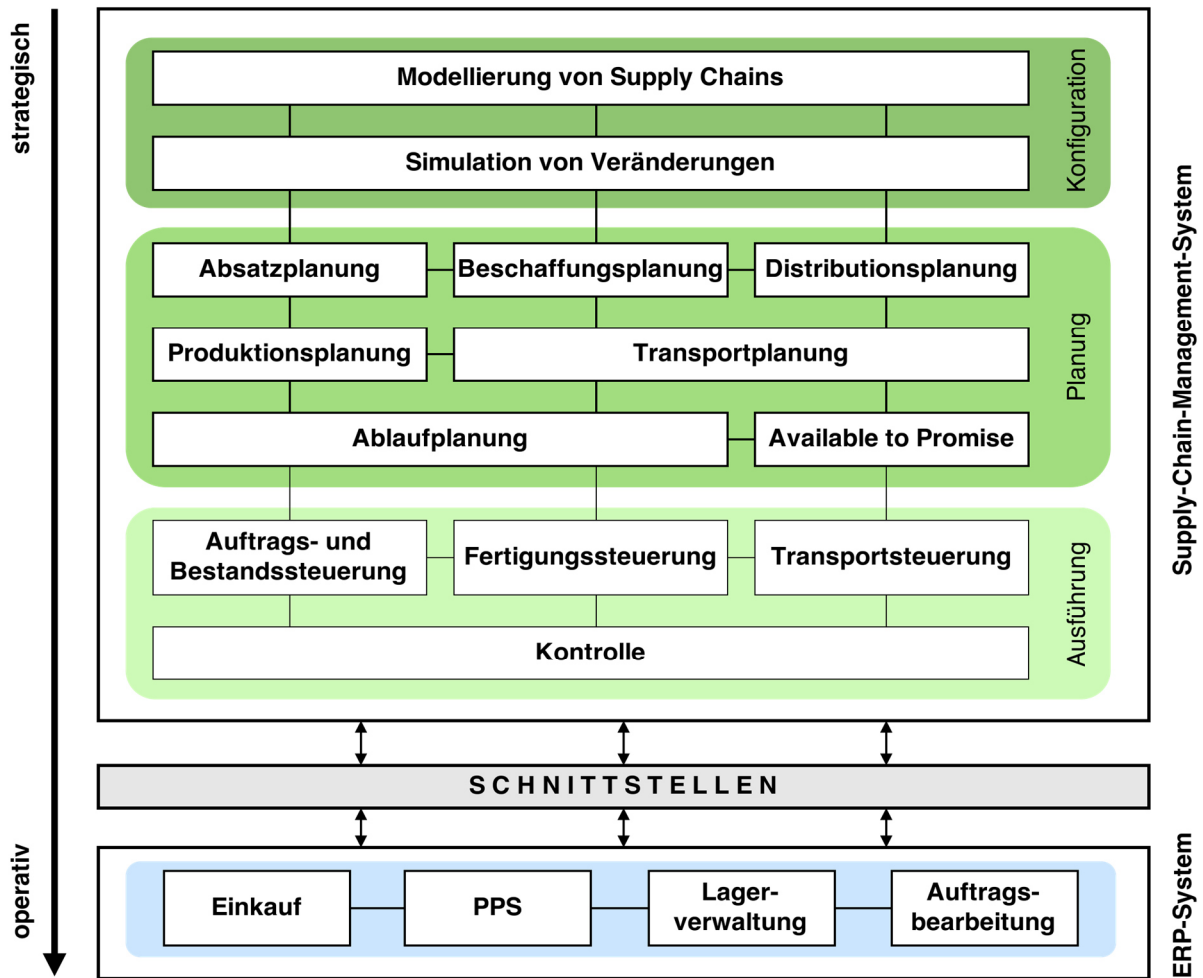 strategisch
Modellierung von Supply Chains
Simulation von Veränderungen
Konfiguration
Absatzplanung
Beschaffungsplanung
Distributionsplanung
Produktionsplanung
Transportplanung
Ablaufplanung
Available to Promise
Planung
Auftrags- und
Bestandssteuerung
Fertigungssteuerung
Transportsteuerung
Kontrolle
Ausführung
Supply-Chain-Management-System
SCHNITTSTELLEN
operativ
Einkauf
PPS
Lager-
verwaltung
Auftrags-
bearbeitung
ERP-System